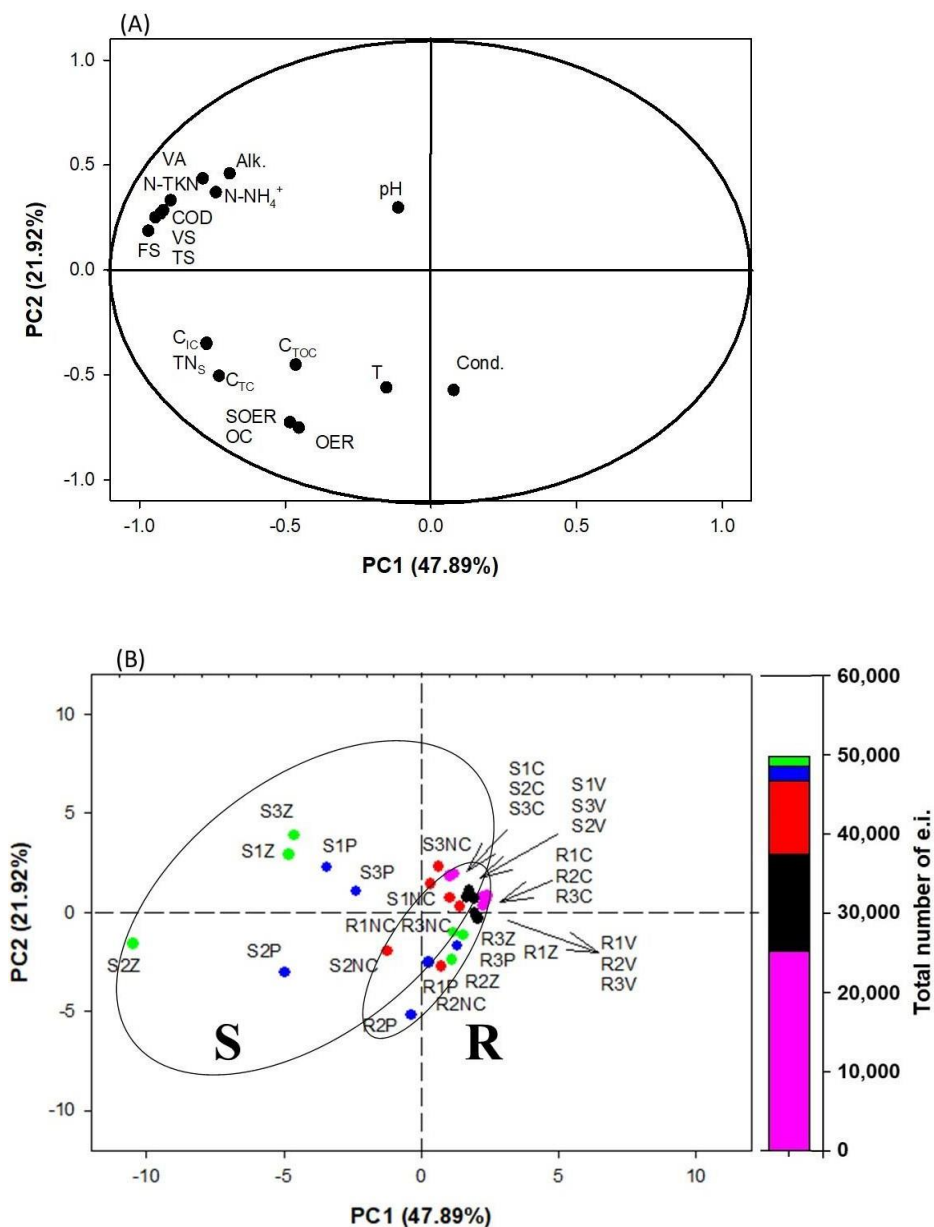 (A)
1.0
0.5
0.0
-0.5
-1.0
PC2 (21.92%)
VA
Alk.
N-TKN
N-NH₄⁺
pH
COD
VS
FS
TS
C_IC
TN_S
C_TC
C_TOC
T
Cond.
SOER
OC
OER
-1.0 -0.5 0.0 0.5 1.0
PC1 (47.89%)
(B)
10
5
0
-5
-10
PC2 (21.92%)
S1C
S2C
S3C
S1V
S3V
S2V
S3Z
S1Z
S1P
S3P
S3NC
R1C
R2C
R3C
S1NC
R1NC
R3NC
S2Z
S2P
S2NC
R3Z
R3P
R1Z
R1V
R2V
R3V
R1P
R2Z
R2NC
R2P
S
R
-10 -5 0 5 10
PC1 (47.89%)
60,000
50,000
40,000
30,000
20,000
10,000
0
Total number of e.i.